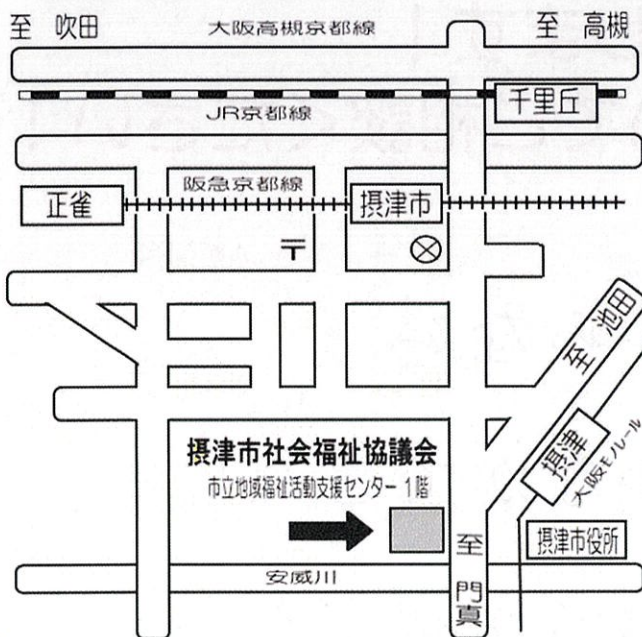 至 吹田
大阪高槻京都線
至 高槻
千里丘
JR京都線
阪急京都線
正雀
摂津市
〒
至 池田
摂津
大阪モノレール
摂津市社会福祉協議会
市立地域福祉活動支援センター 1階
至 門真
摂津市役所
安威川